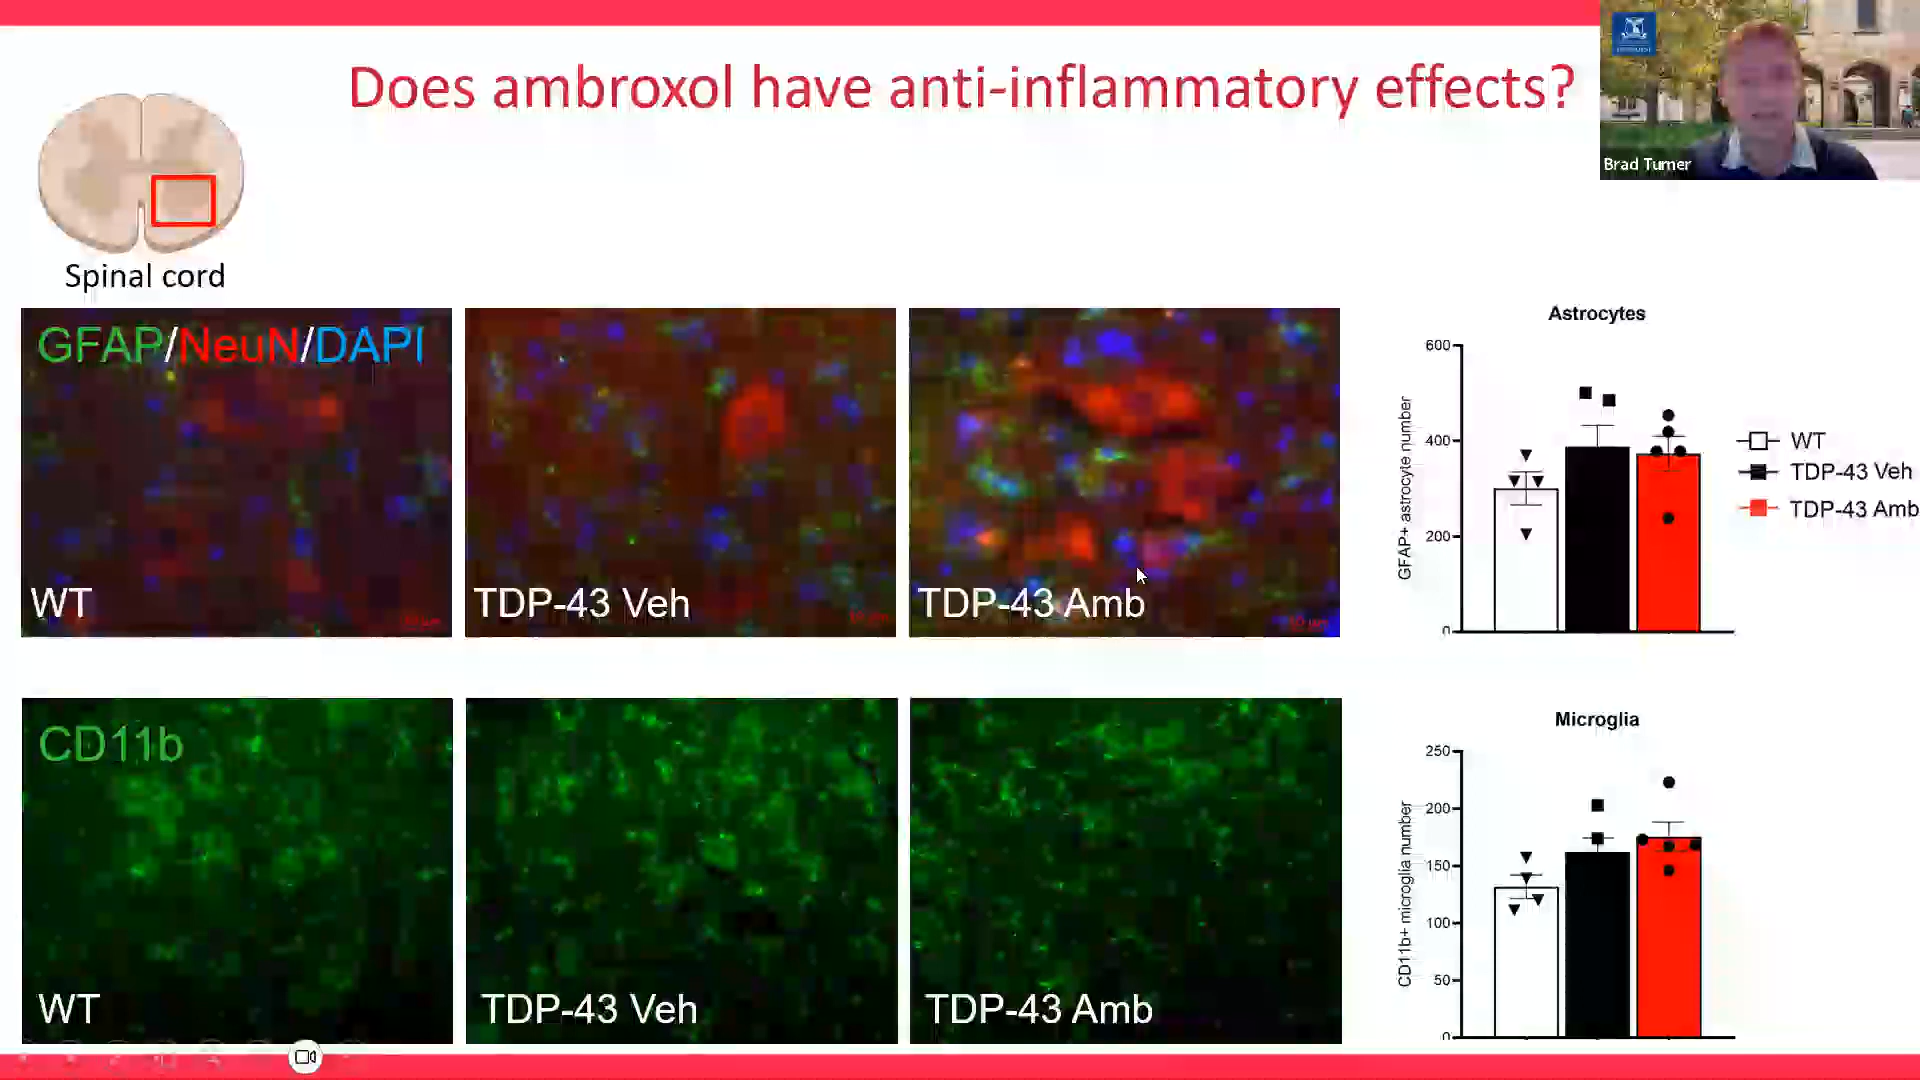 Does ambroxol have anti-inflammatory effects?
Brad Turner
Spinal cord
GFAP/NeuN/DAPI
WT
TDP-43 Veh
TDP-43 Amb
Astrocytes
GFAP+ astrocyte number
600
400
200
0
WT
TDP-43 Veh
TDP-43 Amb
CD11b
WT
TDP-43 Veh
TDP-43 Amb
Microglia
CD11b+ microglia number
250
200
150
100
50
0